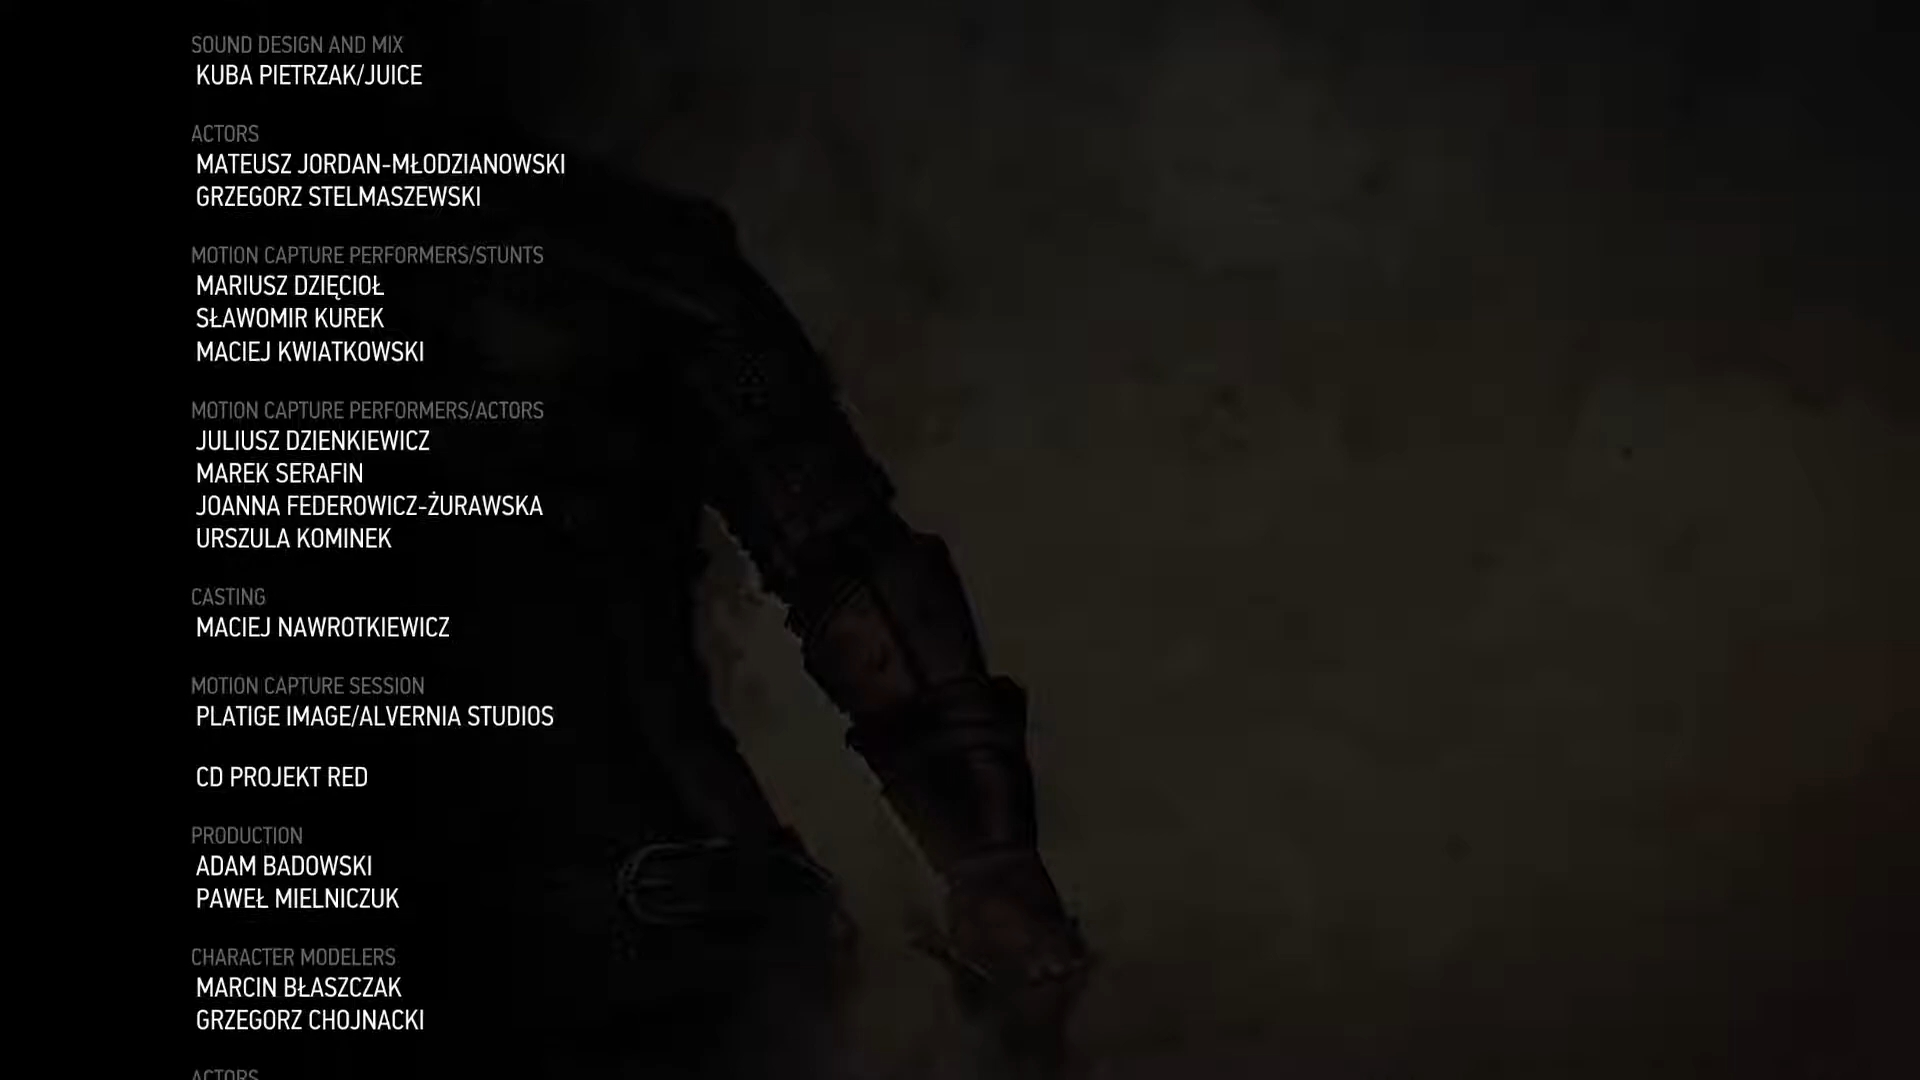 SOUND DESIGN AND MIX
KUBA PIETRZAK/JUICE
ACTORS
MATEUSZ JORDAN-MŁODZIANOWSKI
GRZEGORZ STELMASZEWSKI
MOTION CAPTURE PERFORMERS/STUNTS
MARIUSZ DZIĘCIOŁ
SŁAWOMIR KUREK
MACIEJ KWIATKOWSKI
MOTION CAPTURE PERFORMERS/ACTORS
JULIUSZ DZIENKIEWICZ
MAREK SERAFIN
JOANNA FEDEROWICZ-ŻURAWSKA
URSZULA KOMINEK
CASTING
MACIEJ NAWROTKIEWICZ
MOTION CAPTURE SESSION
PLATIGE IMAGE/ALVERNIA STUDIOS
CD PROJEKT RED
PRODUCTION
ADAM BADOWSKI
PAWEŁ MIELNICZUK
CHARACTER MODELERS
MARCIN BŁASZCZAK
GRZEGORZ CHOJNACKI
ACTORS